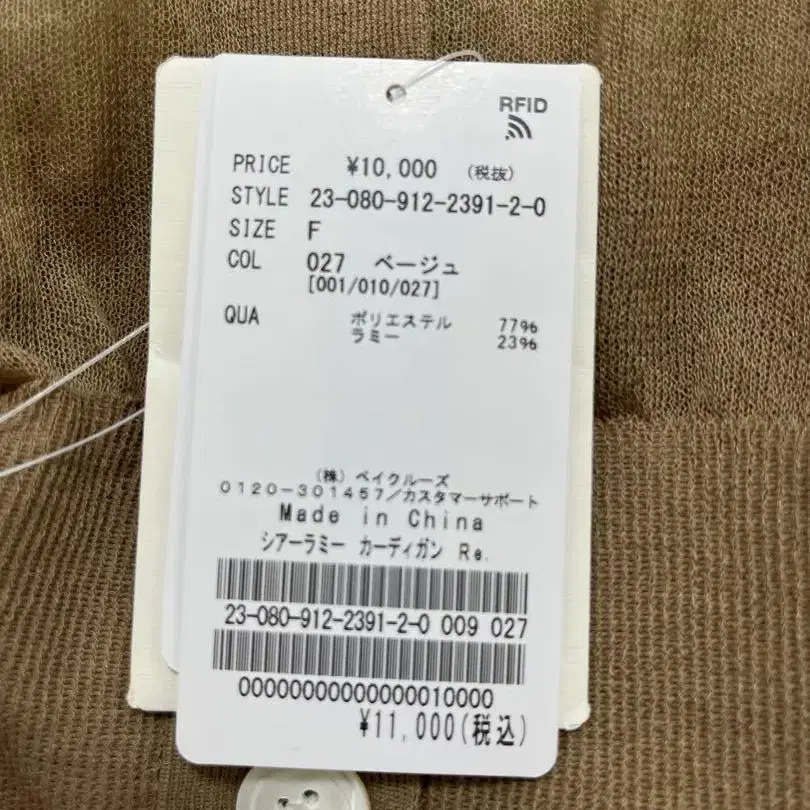 RFID
PRICE ¥10,000 (税抜)
STYLE 23-080-912-2391-2-0
SIZE F
COL 027 ベージュ
[001/010/027]
QUA ポリエステル 77%
ラミー 23%
(株) ベイクルーズ
0120-301457/カスタマーサポート
Made in China
シアーラミー カーディガン Re.
23-080-912-2391-2-0 009 027
00000000000000010000
¥11,000(税込)